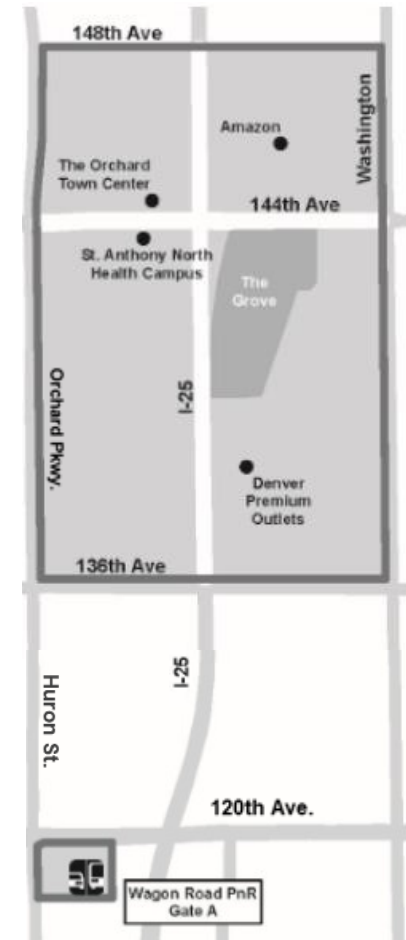 148th Ave
Washington
Amazon
The Orchard
Town Center
144th Ave
St. Anthony North
Health Campus
The
Grove
Orchard Pkwy.
I-25
Denver
Premium
Outlets
136th Ave
I-25
Huron St.
120th Ave.
Wagon Road PnR
Gate A